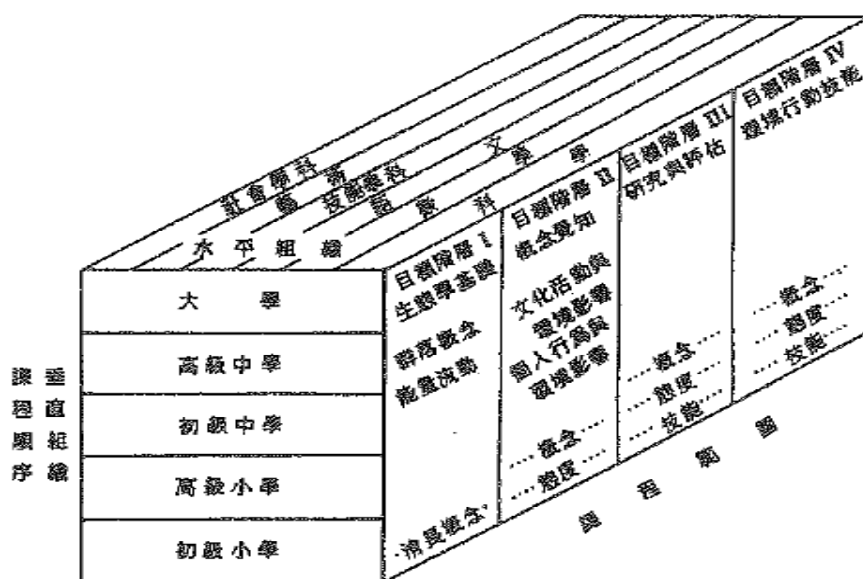 目標階層 IV
環境行動技能
目標階層 III
研究與評估
目標階層 II
概念覺知
文化活動與
環境影響
個人行為與
環境影響
目標階層 I
生態學基礎
群落概念
能量流動
消長概念
社會學科
藝術
技能學科
語文
數學
科學
水平組織
大學
高級中學
初級中學
高級小學
初級小學
垂直組織
課程順序
概念
態度
概念
態度
技能
概念
態度
技能
課程範圍